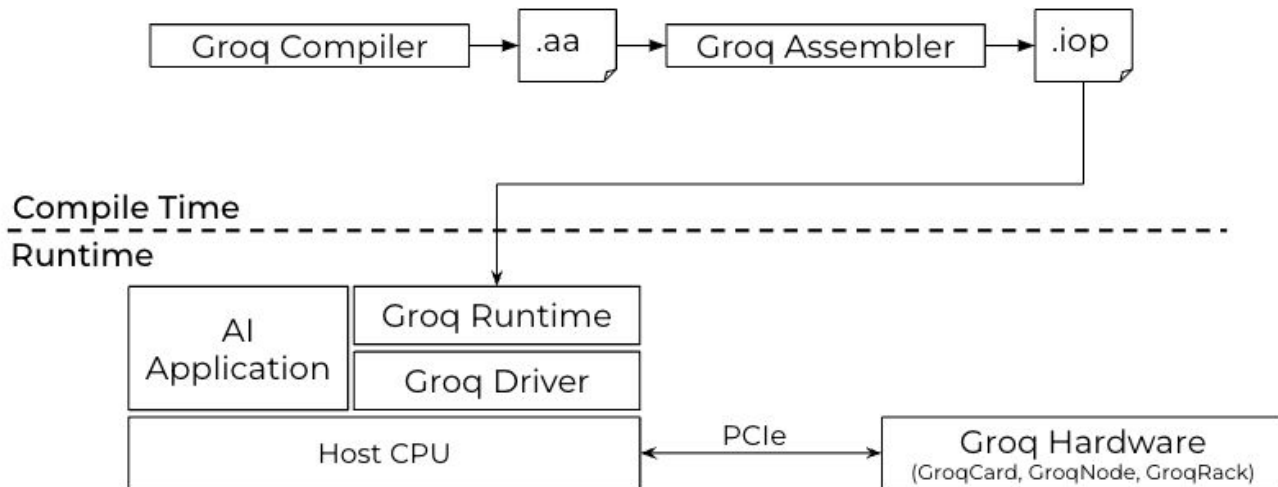 Groq Compiler
.aa
Groq Assembler
.iop
Compile Time
Runtime
AI
Application
Groq Runtime
Groq Driver
Host CPU
PCIe
Groq Hardware
(GroqCard, GroqNode, GroqRack)